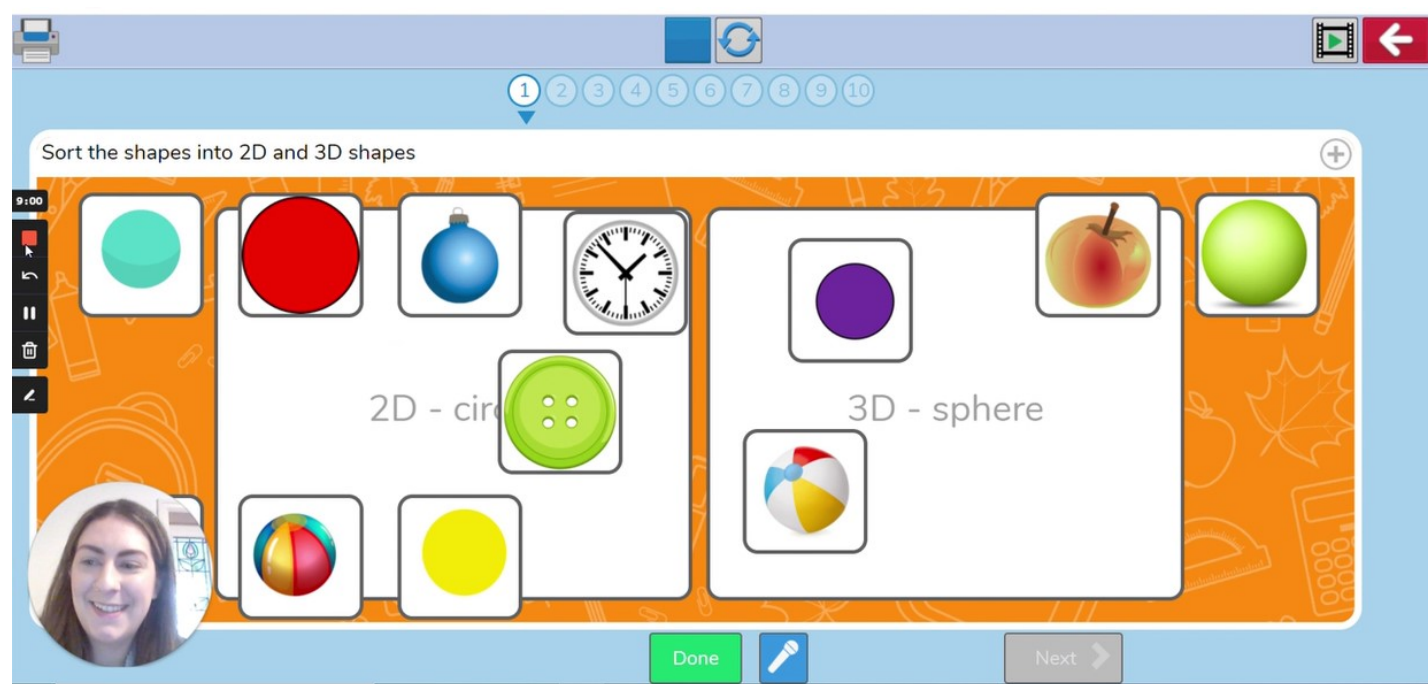 1 2 3 4 5 6 7 8 9 10
Sort the shapes into 2D and 3D shapes
9:00
2D - circ
3D - sphere
Done
Next